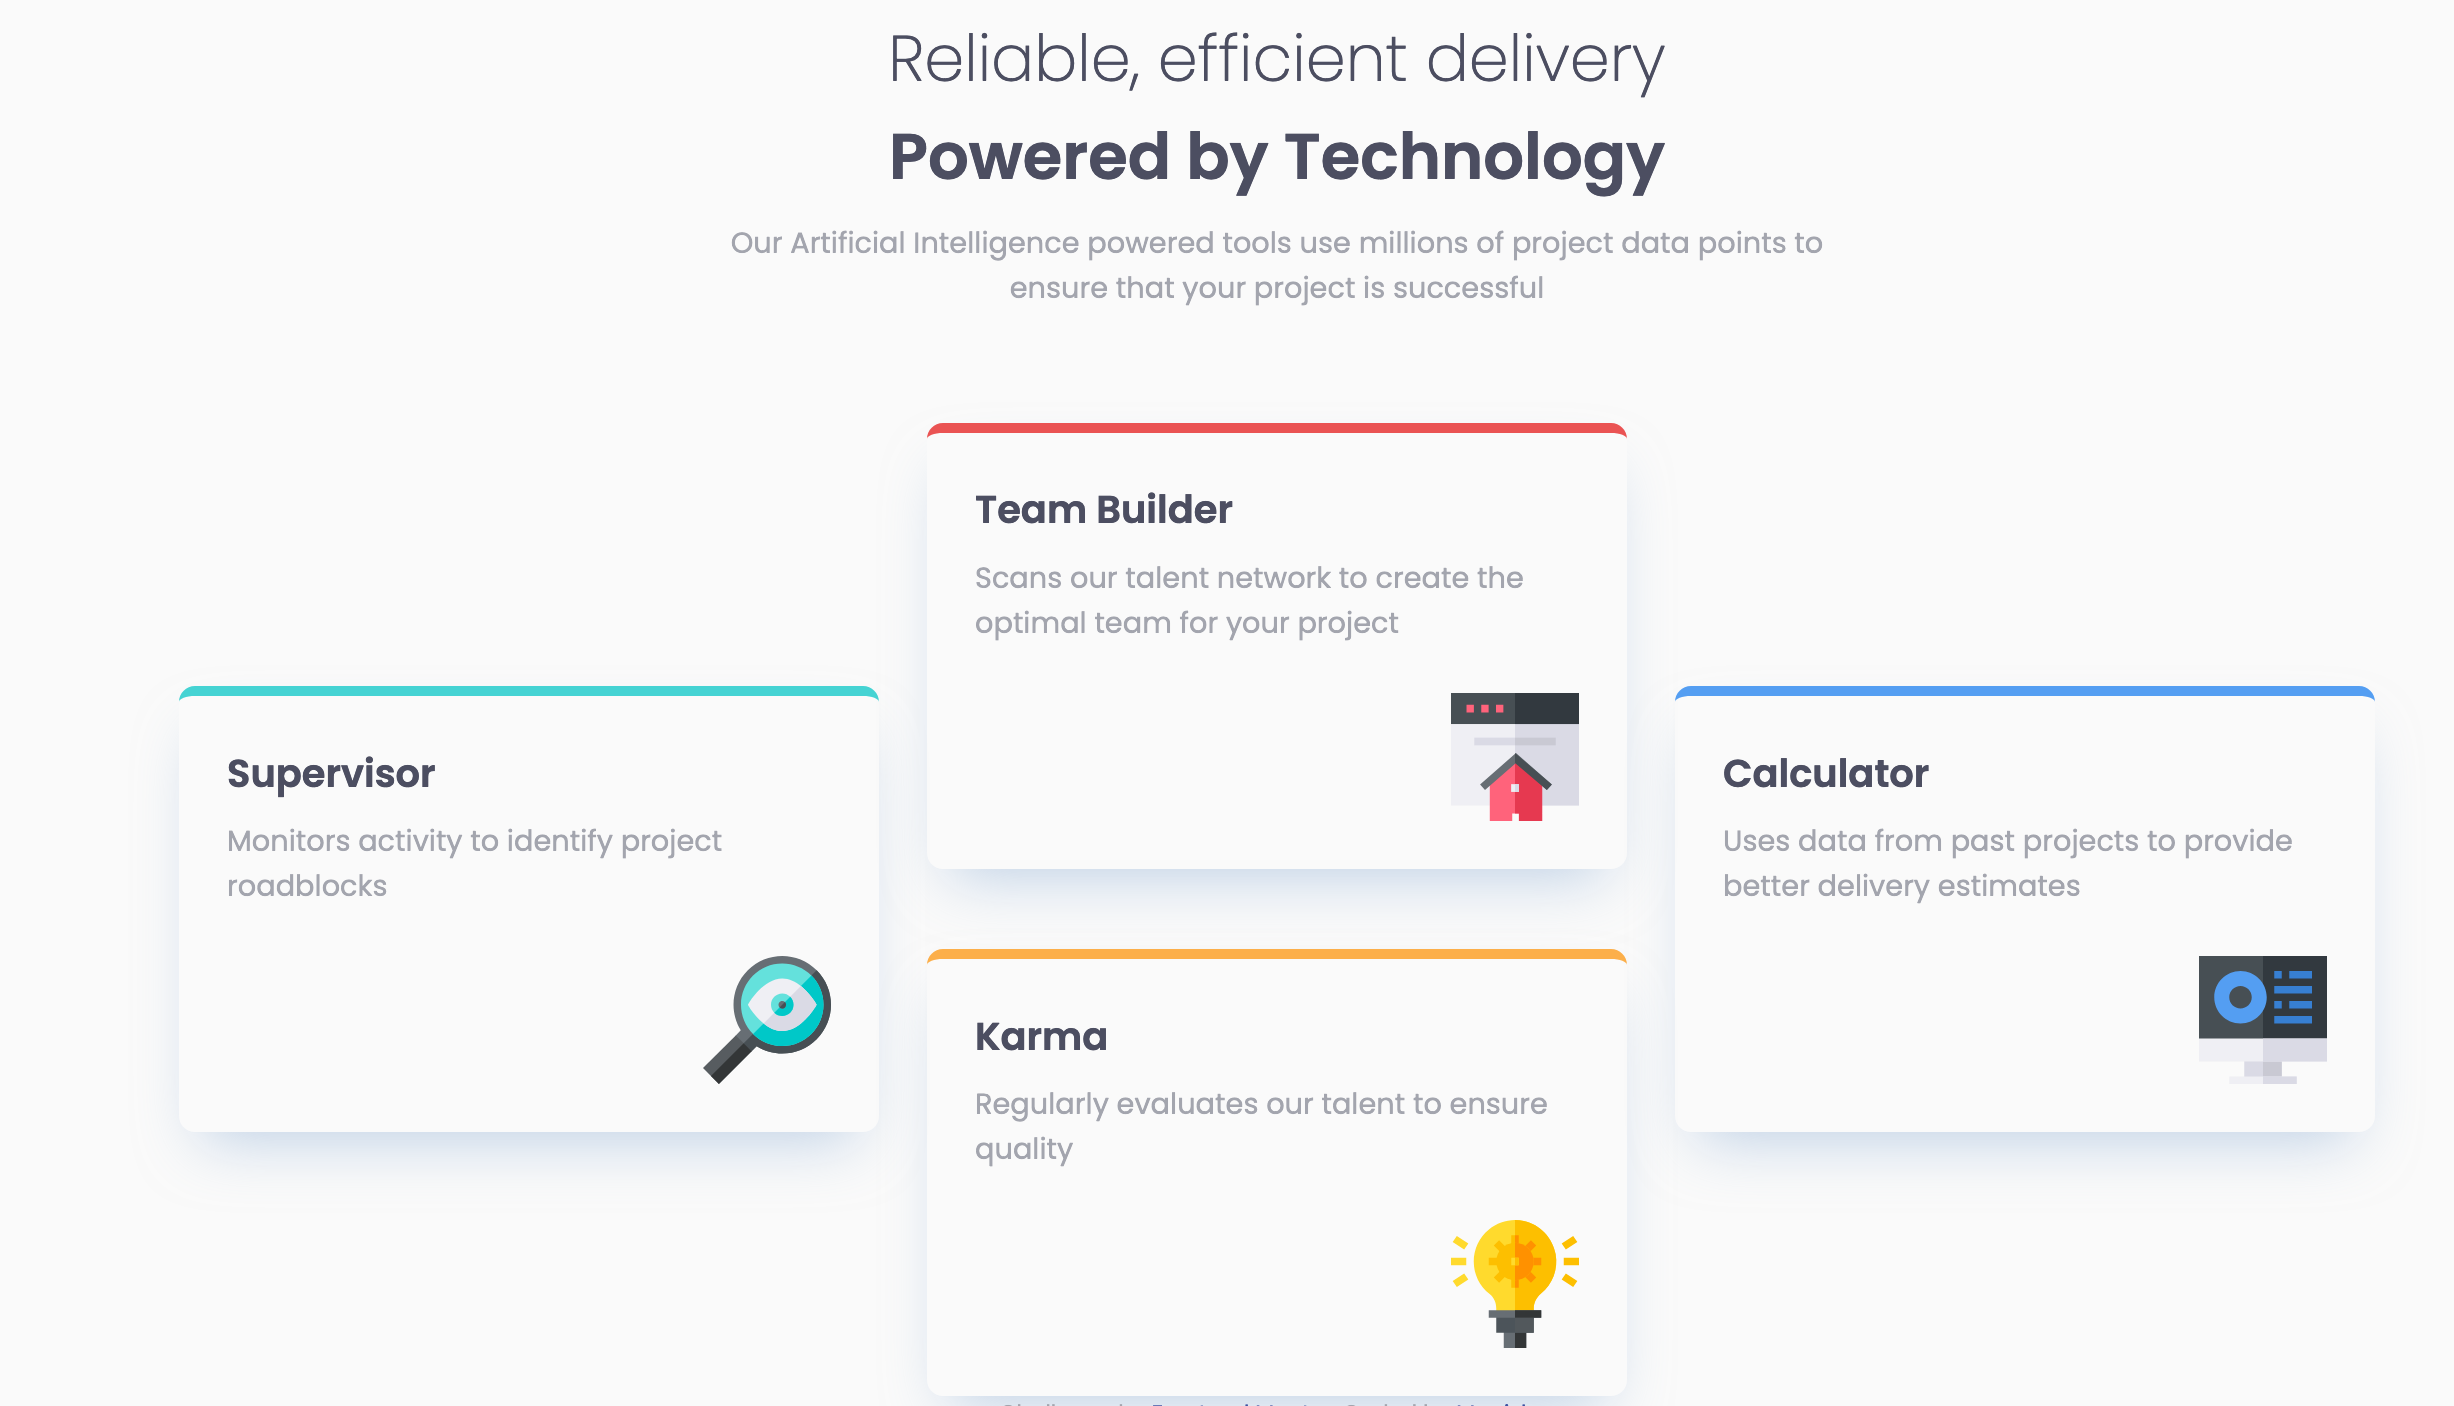 Reliable, efficient delivery
Powered by Technology
Our Artificial Intelligence powered tools use millions of project data points to
ensure that your project is successful
Team Builder
Scans our talent network to create the
optimal team for your project
Supervisor
Monitors activity to identify project
roadblocks
Calculator
Uses data from past projects to provide
better delivery estimates
Karma
Regularly evaluates our talent to ensure
quality